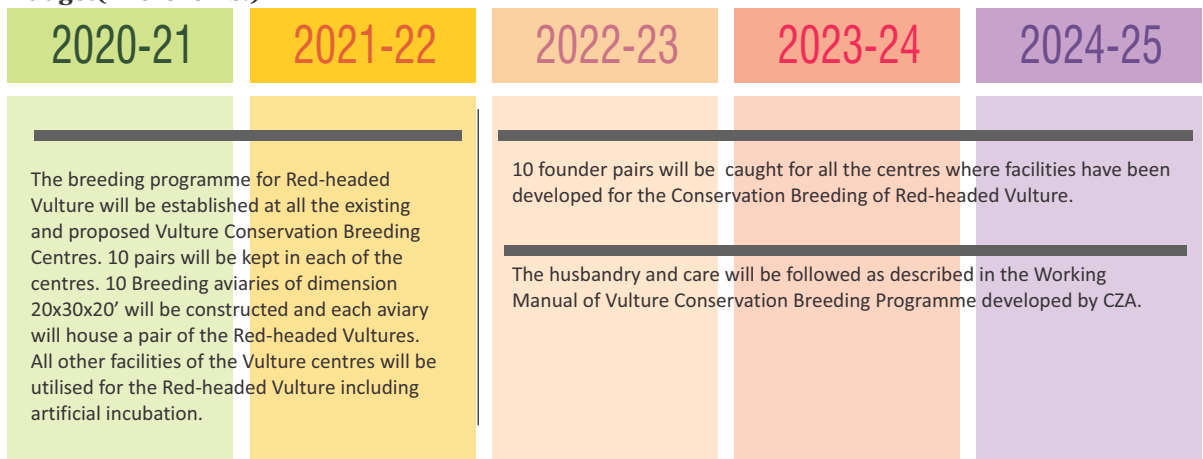 2020-21
2021-22
2022-23
2023-24
2024-25
The breeding programme for Red-headed
Vulture will be established at all the existing
and proposed Vulture Conservation Breeding
Centres. 10 pairs will be kept in each of the
centres. 10 Breeding aviaries of dimension
20x30x20’ will be constructed and each aviary
will house a pair of the Red-headed Vultures.
All other facilities of the Vulture centres will be
utilised for the Red-headed Vulture including
artificial incubation.
10 founder pairs will be caught for all the centres where facilities have been
developed for the Conservation Breeding of Red-headed Vulture.
The husbandry and care will be followed as described in the Working
Manual of Vulture Conservation Breeding Programme developed by CZA.